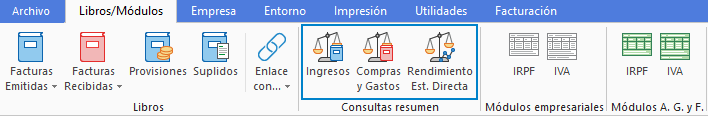 Archivo Libros/Módulos Empresa Entorno Impresión Utilidades Facturación
Facturas Emitidas Facturas Recibidas Provisiones Suplidos Enlace con... Ingresos Compras y Gastos Rendimiento Est. Directa IRPF IVA IRPF IVA
Libros Consultas resumen Módulos empresariales Módulos A. G. y F.